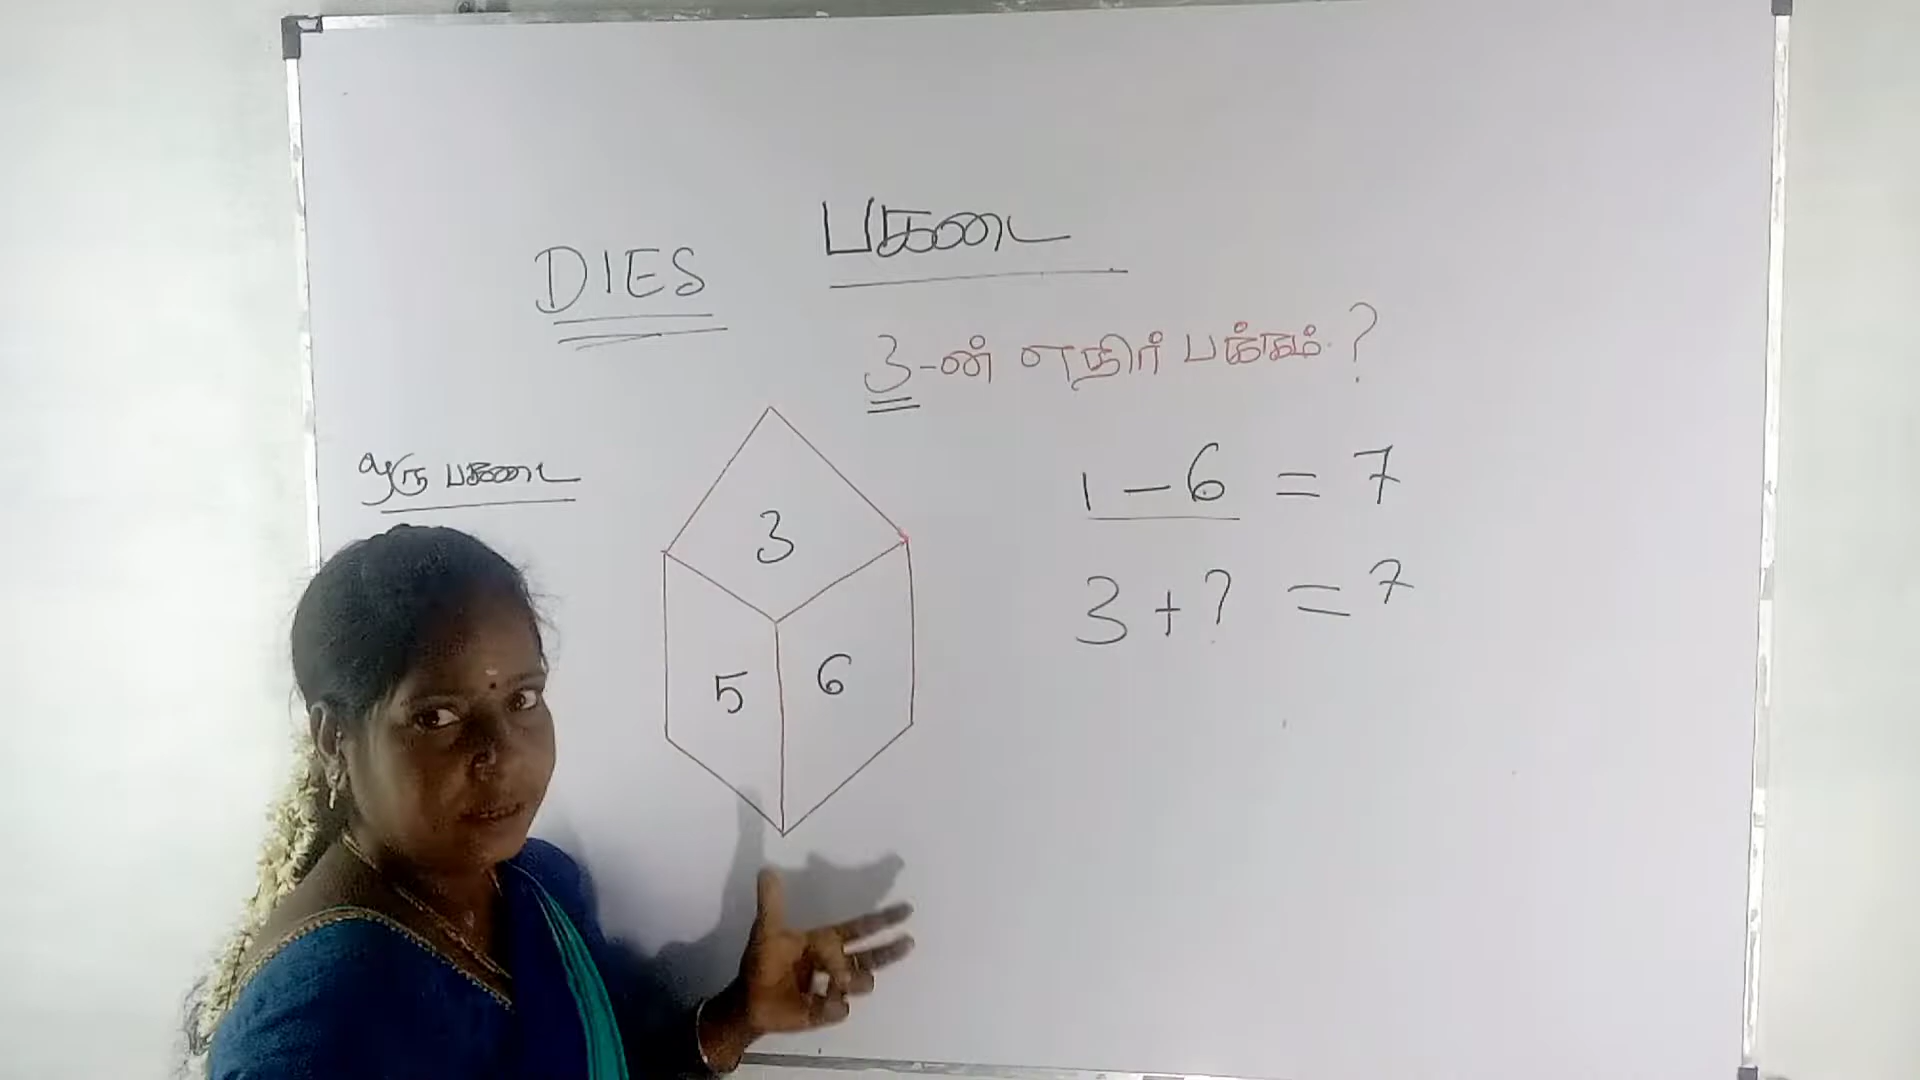 DIES பகடை
3-ன் எதிர் பக்கம்?
ஒரு பகடை
1 – 6 = 7
3 + ? = 7
3
5 6